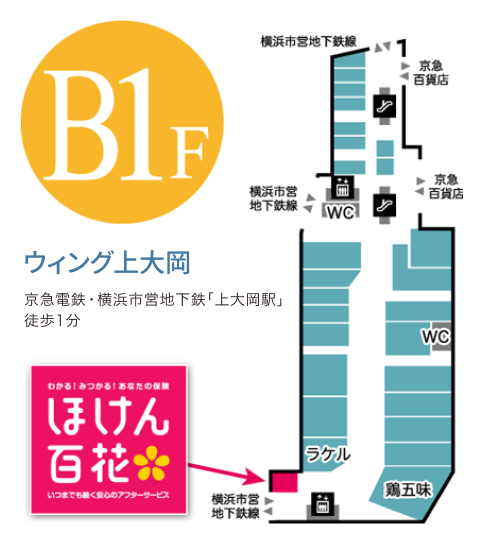 B1F
ウィング上大岡
京急電鉄・横浜市営地下鉄「上大岡駅」
徒歩1分
わかる!みつかる!あなたの保険
ほけん
百花
いつまでも続く安心のアフターサービス
横浜市営地下鉄線
京急
百貨店
横浜市営
地下鉄線
WC
京急
百貨店
WC
ラケル
鶏五味
横浜市営
地下鉄線